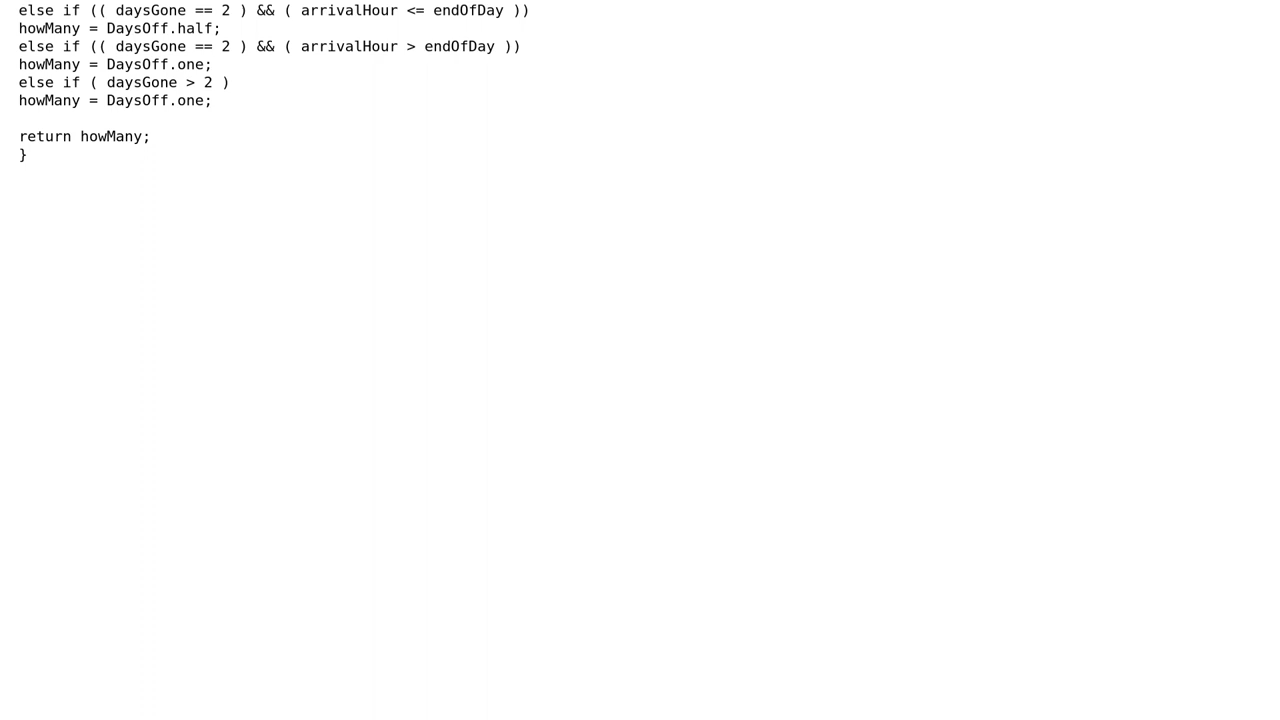 else if (( daysGone == 2 ) && ( arrivalHour <= endOfDay ))
howMany = DaysOff.half;
else if (( daysGone == 2 ) && ( arrivalHour > endOfDay ))
howMany = DaysOff.one;
else if ( daysGone > 2 )
howMany = DaysOff.one;

return howMany;
}